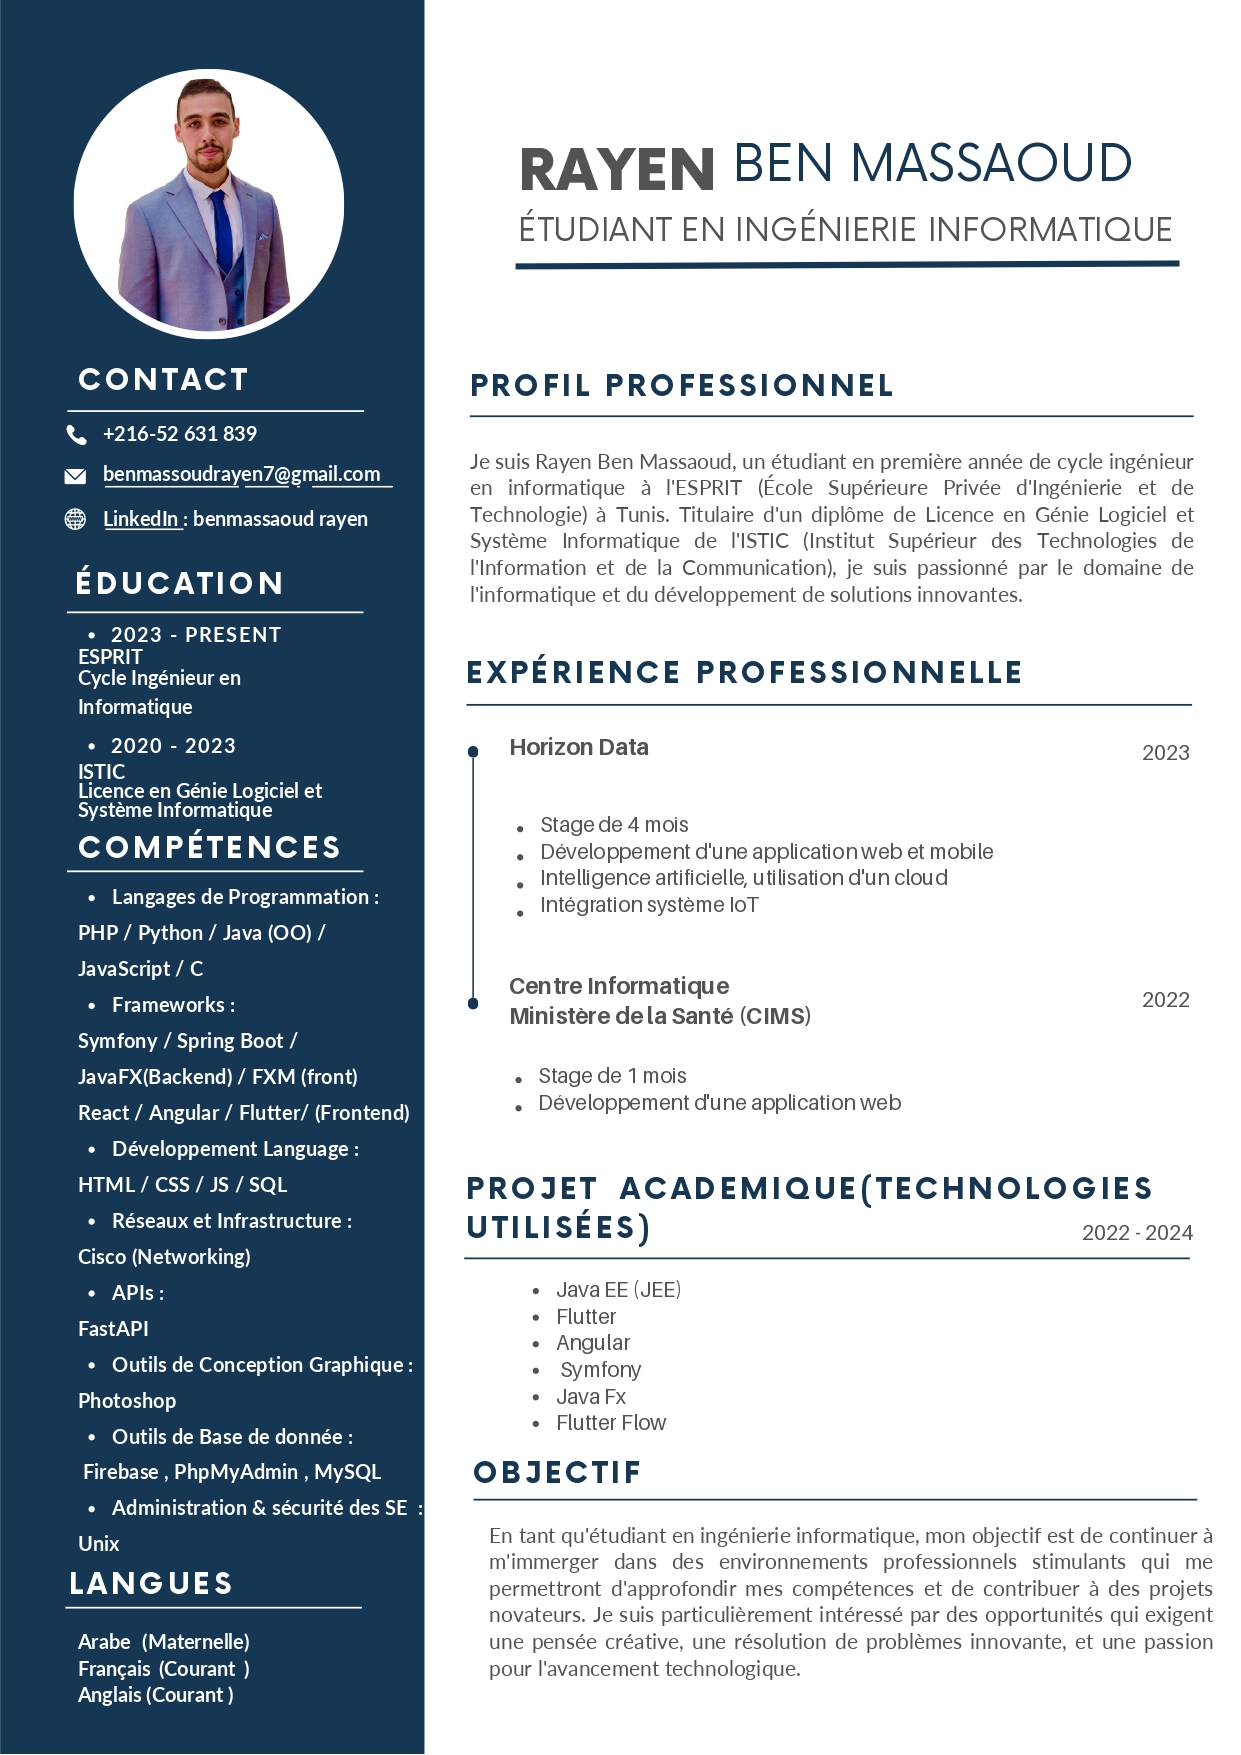 RAYEN BEN MASSAOUD
ÉTUDIANT EN INGÉNIERIE INFORMATIQUE
CONTACT
+216-52 631 839
benmassoudrayen7@gmail.com
LinkedIn : benmassaoud rayen
ÉDUCATION
• 2023 - PRESENT
ESPRIT
Cycle Ingénieur en
Informatique
• 2020 - 2023
ISTIC
Licence en Génie Logiciel et
Système Informatique
COMPÉTENCES
• Langages de Programmation :
PHP / Python / Java (OO) /
JavaScript / C
• Frameworks :
Symfony / Spring Boot /
JavaFX(Backend) / FXM (front)
React / Angular / Flutter/ (Frontend)
• Développement Language :
HTML / CSS / JS / SQL
• Réseaux et Infrastructure :
Cisco (Networking)
• APIs :
FastAPI
• Outils de Conception Graphique :
Photoshop
• Outils de Base de donnée :
Firebase , PhpMyAdmin , MySQL
• Administration & sécurité des SE :
Unix
LANGUES
Arabe (Maternelle)
Français (Courant )
Anglais (Courant )
PROFIL PROFESSIONNEL
Je suis Rayen Ben Massaoud, un étudiant en première année de cycle ingénieur
en informatique à l'ESPRIT (École Supérieure Privée d'Ingénierie et de
Technologie) à Tunis. Titulaire d'un diplôme de Licence en Génie Logiciel et
Système Informatique de l'ISTIC (Institut Supérieur des Technologies de
l'Information et de la Communication), je suis passionné par le domaine de
l'informatique et du développement de solutions innovantes.
EXPÉRIENCE PROFESSIONNELLE
Horizon Data 2023
• Stage de 4 mois
• Développement d'une application web et mobile
• Intelligence artificielle, utilisation d'un cloud
• Intégration système IoT
Centre Informatique
Ministère de la Santé (CIMS) 2022
• Stage de 1 mois
• Développement d'une application web
PROJET ACADEMIQUE(TECHNOLOGIES
UTILISÉES) 2022 - 2024
• Java EE (JEE)
• Flutter
• Angular
• Symfony
• Java Fx
• Flutter Flow
OBJECTIF
En tant qu'étudiant en ingénierie informatique, mon objectif est de continuer à
m'immerger dans des environnements professionnels stimulants qui me
permettront d'approfondir mes compétences et de contribuer à des projets
novateurs. Je suis particulièrement intéressé par des opportunités qui exigent
une pensée créative, une résolution de problèmes innovante, et une passion
pour l'avancement technologique.